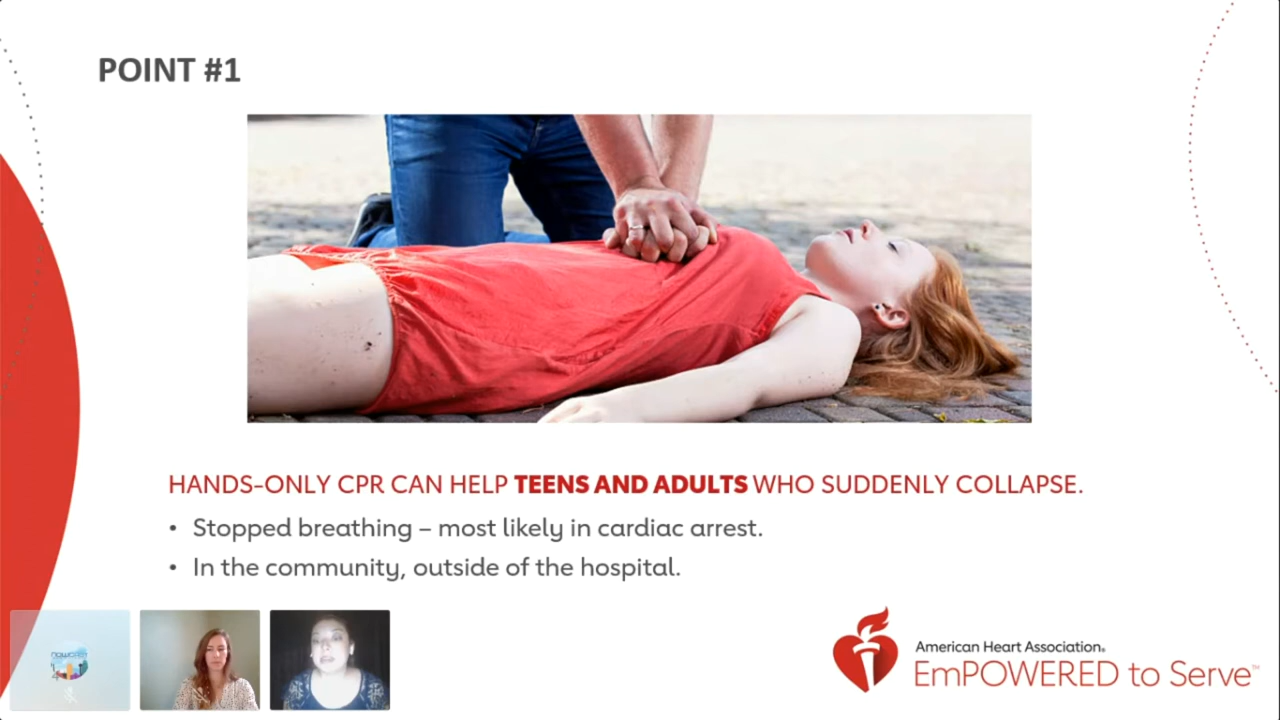 POINT #1
HANDS-ONLY CPR CAN HELP TEENS AND ADULTS WHO SUDDENLY COLLAPSE.
• Stopped breathing – most likely in cardiac arrest.
• In the community, outside of the hospital.
American Heart Association®
EmPOWERED to Serve™